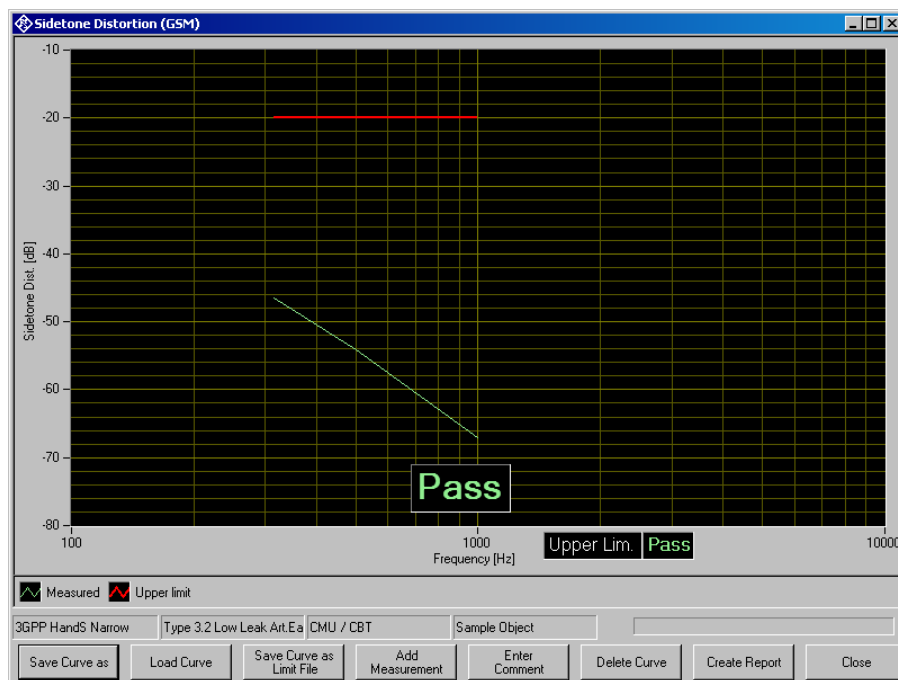 Sidetone Distortion (GSM)
-10
-20
-30
-40
-50
-60
-70
-80
Sidetone Dist. [dB]
Pass
100
1000
10000
Frequency [Hz]
Upper Lim.
Pass
Measured
Upper limit
3GPP HandS Narrow
Type 3.2 Low Leak Art.Ea
CMU / CBT
Sample Object
Save Curve as
Load Curve
Save Curve as
Limit File
Add
Measurement
Enter
Comment
Delete Curve
Create Report
Close